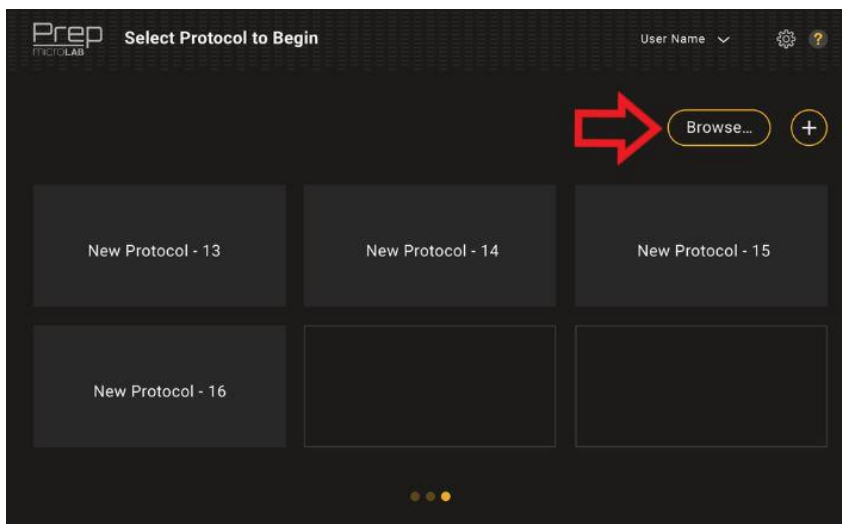 Prep
microLAB
Select Protocol to Begin
User Name
?
Browse...
+
New Protocol - 13
New Protocol - 14
New Protocol - 15
New Protocol - 16